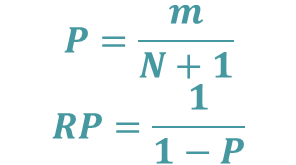 P = m / (N + 1)
RP = 1 / (1 − P)